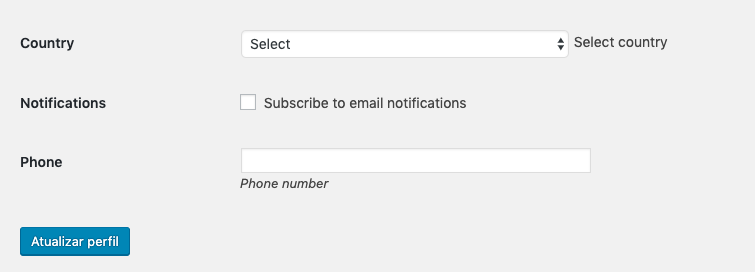 Country Select Select country
Notifications Subscribe to email notifications
Phone
Phone number
Atualizar perfil